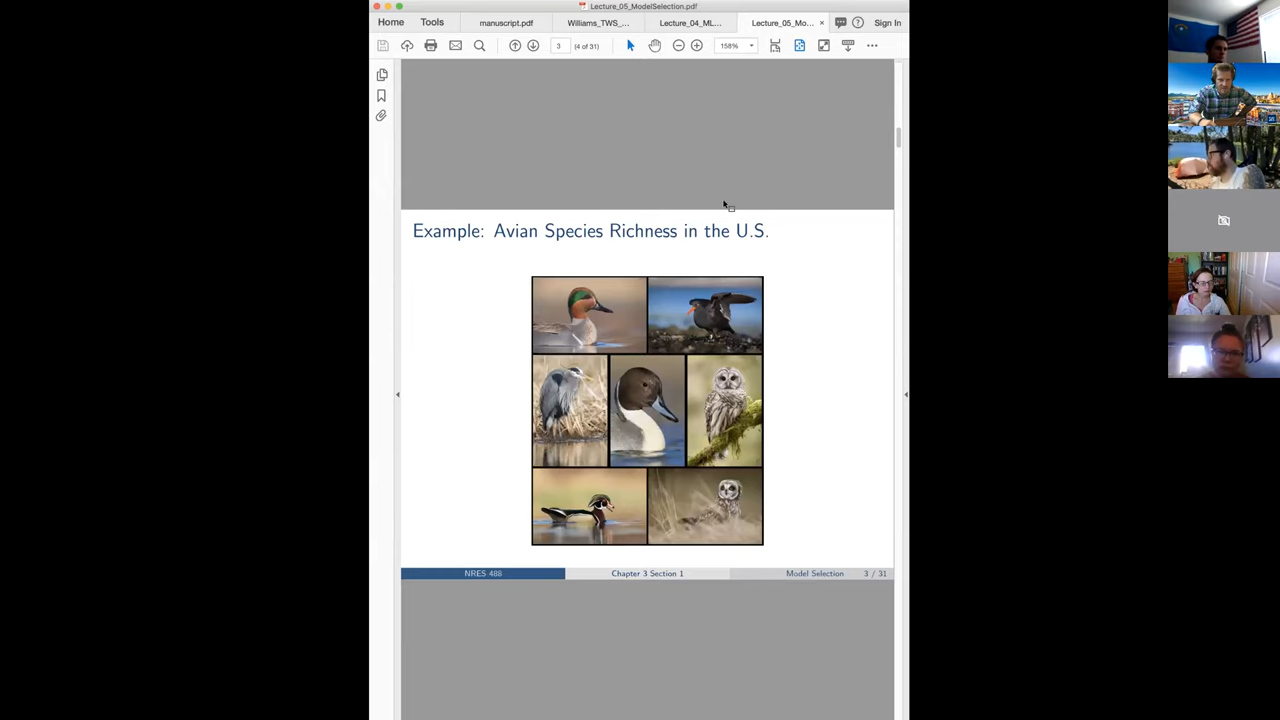 Lecture_05_ModelSelection.pdf
Home Tools manuscript.pdf Williams_TWS_... Lecture_04_ML... Lecture_05_Mo... × Sign In
3 (4 of 31) 158%
Example: Avian Species Richness in the U.S.
NRES 488 Chapter 3 Section 1 Model Selection 3 / 31